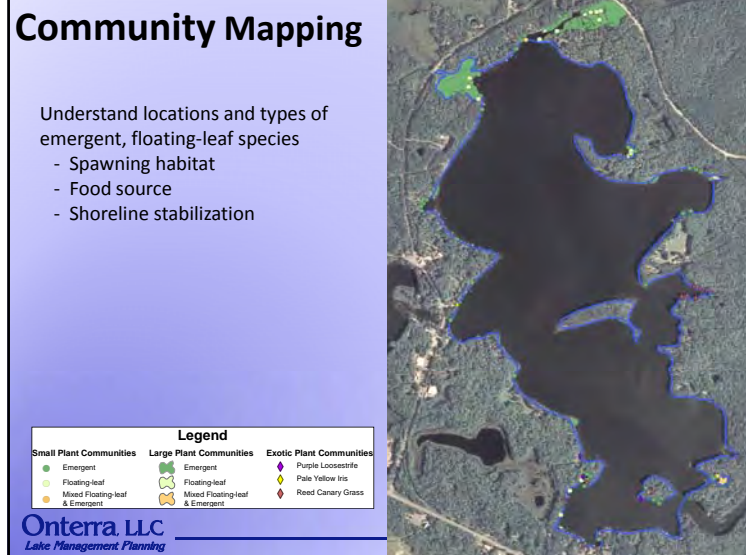 Community Mapping
Understand locations and types of
emergent, floating-leaf species
- Spawning habitat
- Food source
- Shoreline stabilization
Legend
Small Plant Communities
Emergent
Floating-leaf
Mixed Floating-leaf
& Emergent
Large Plant Communities
Emergent
Floating-leaf
Mixed Floating-leaf
& Emergent
Exotic Plant Communities
Purple Loosestrife
Pale Yellow Iris
Reed Canary Grass
Onterra, LLC
Lake Management Planning